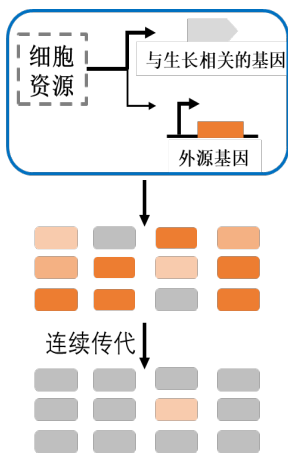 细胞
资源
与生长相关的基因
外源基因
连续传代